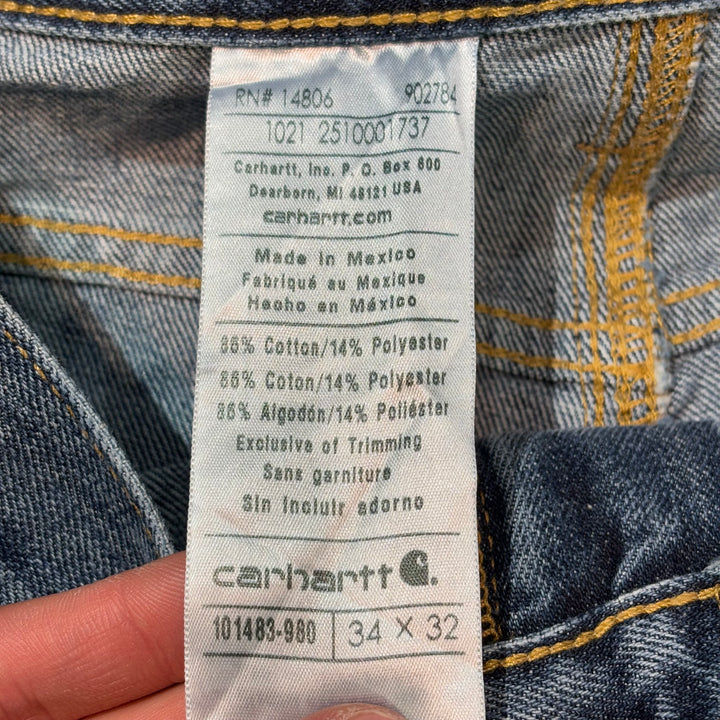 RN# 14806 902784
1021 2510001737
Carhartt, Inc. P. O. Box 600
Dearborn, MI 48121 USA
carhartt.com
Made in Mexico
Fabriqué au Mexique
Hecho en México
86% Cotton/14% Polyester
86% Coton/14% Polyester
86% Algodón/14% Poliéster
Exclusive of Trimming
Sans garniture
Sin incluir adorno
carhartt
101483-980 34 X 32